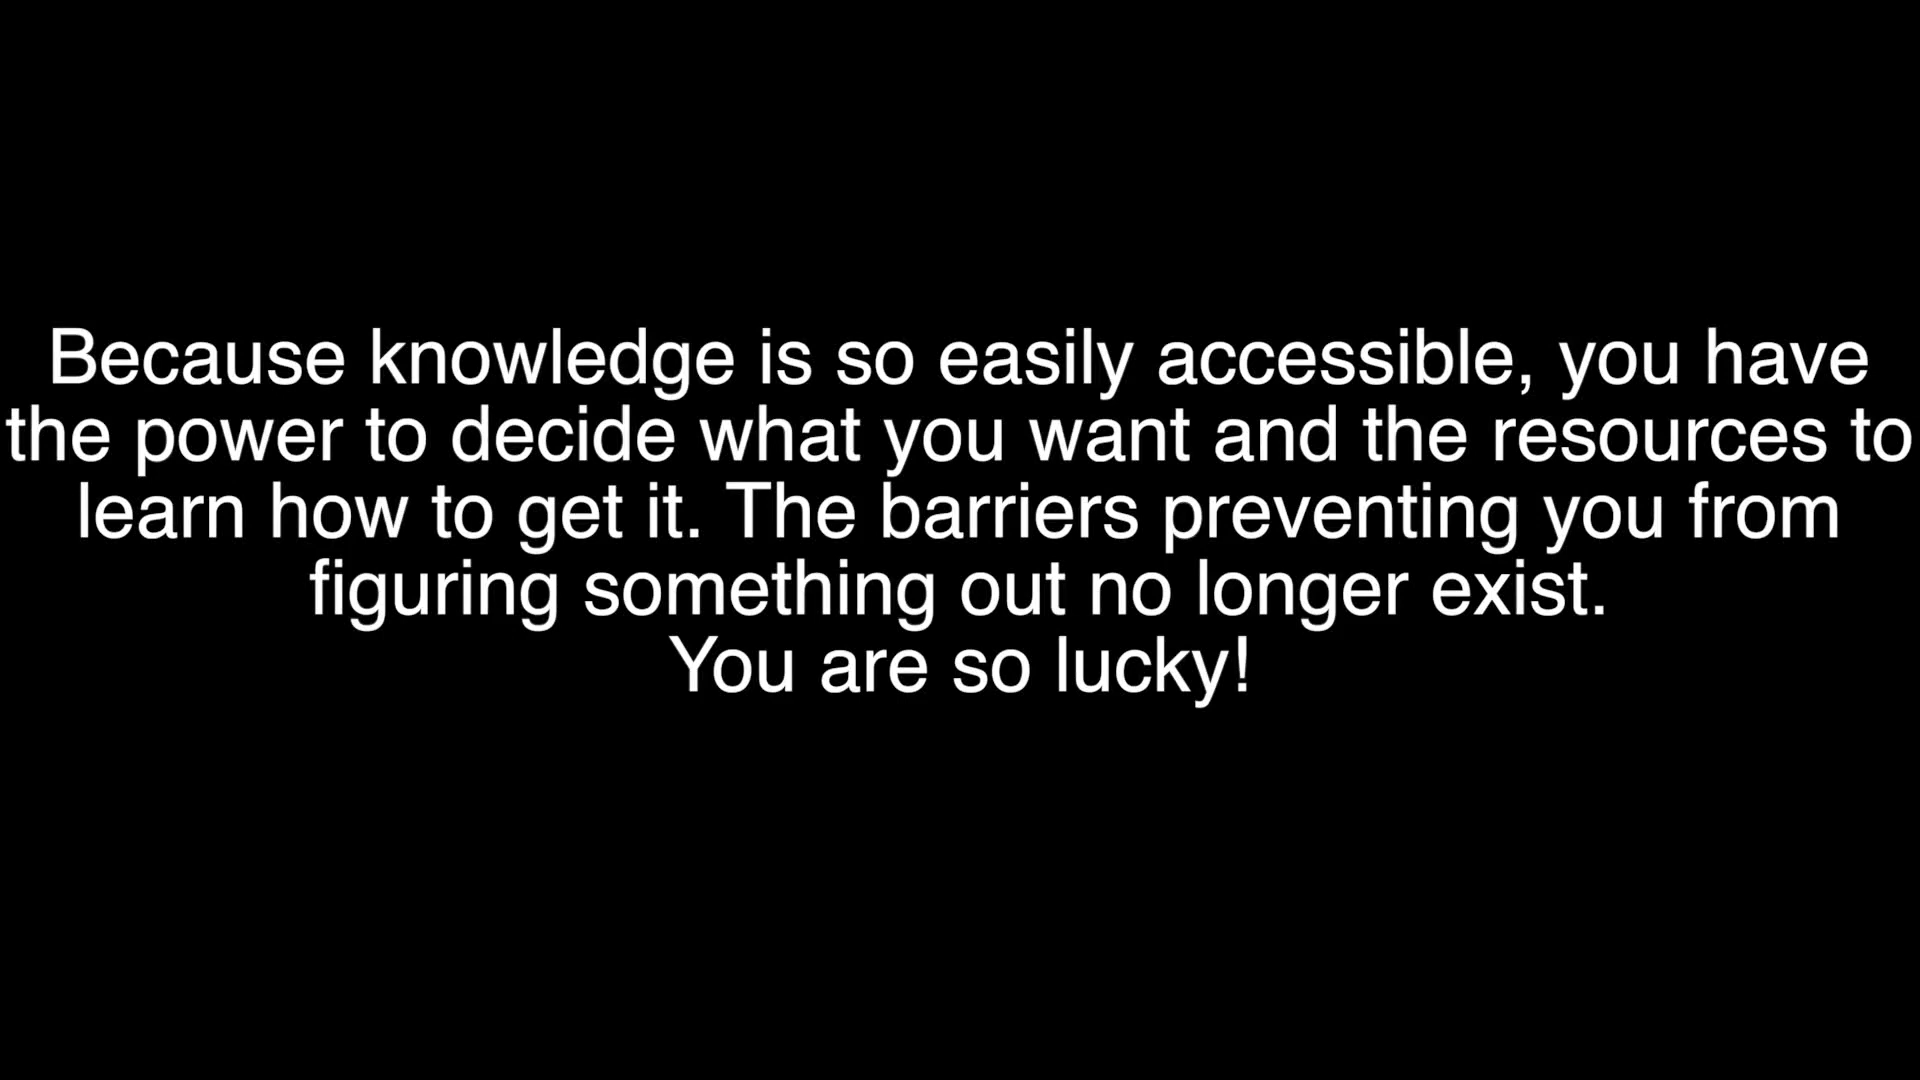 Because knowledge is so easily accessible, you have
the power to decide what you want and the resources to
learn how to get it. The barriers preventing you from
figuring something out no longer exist.
You are so lucky!